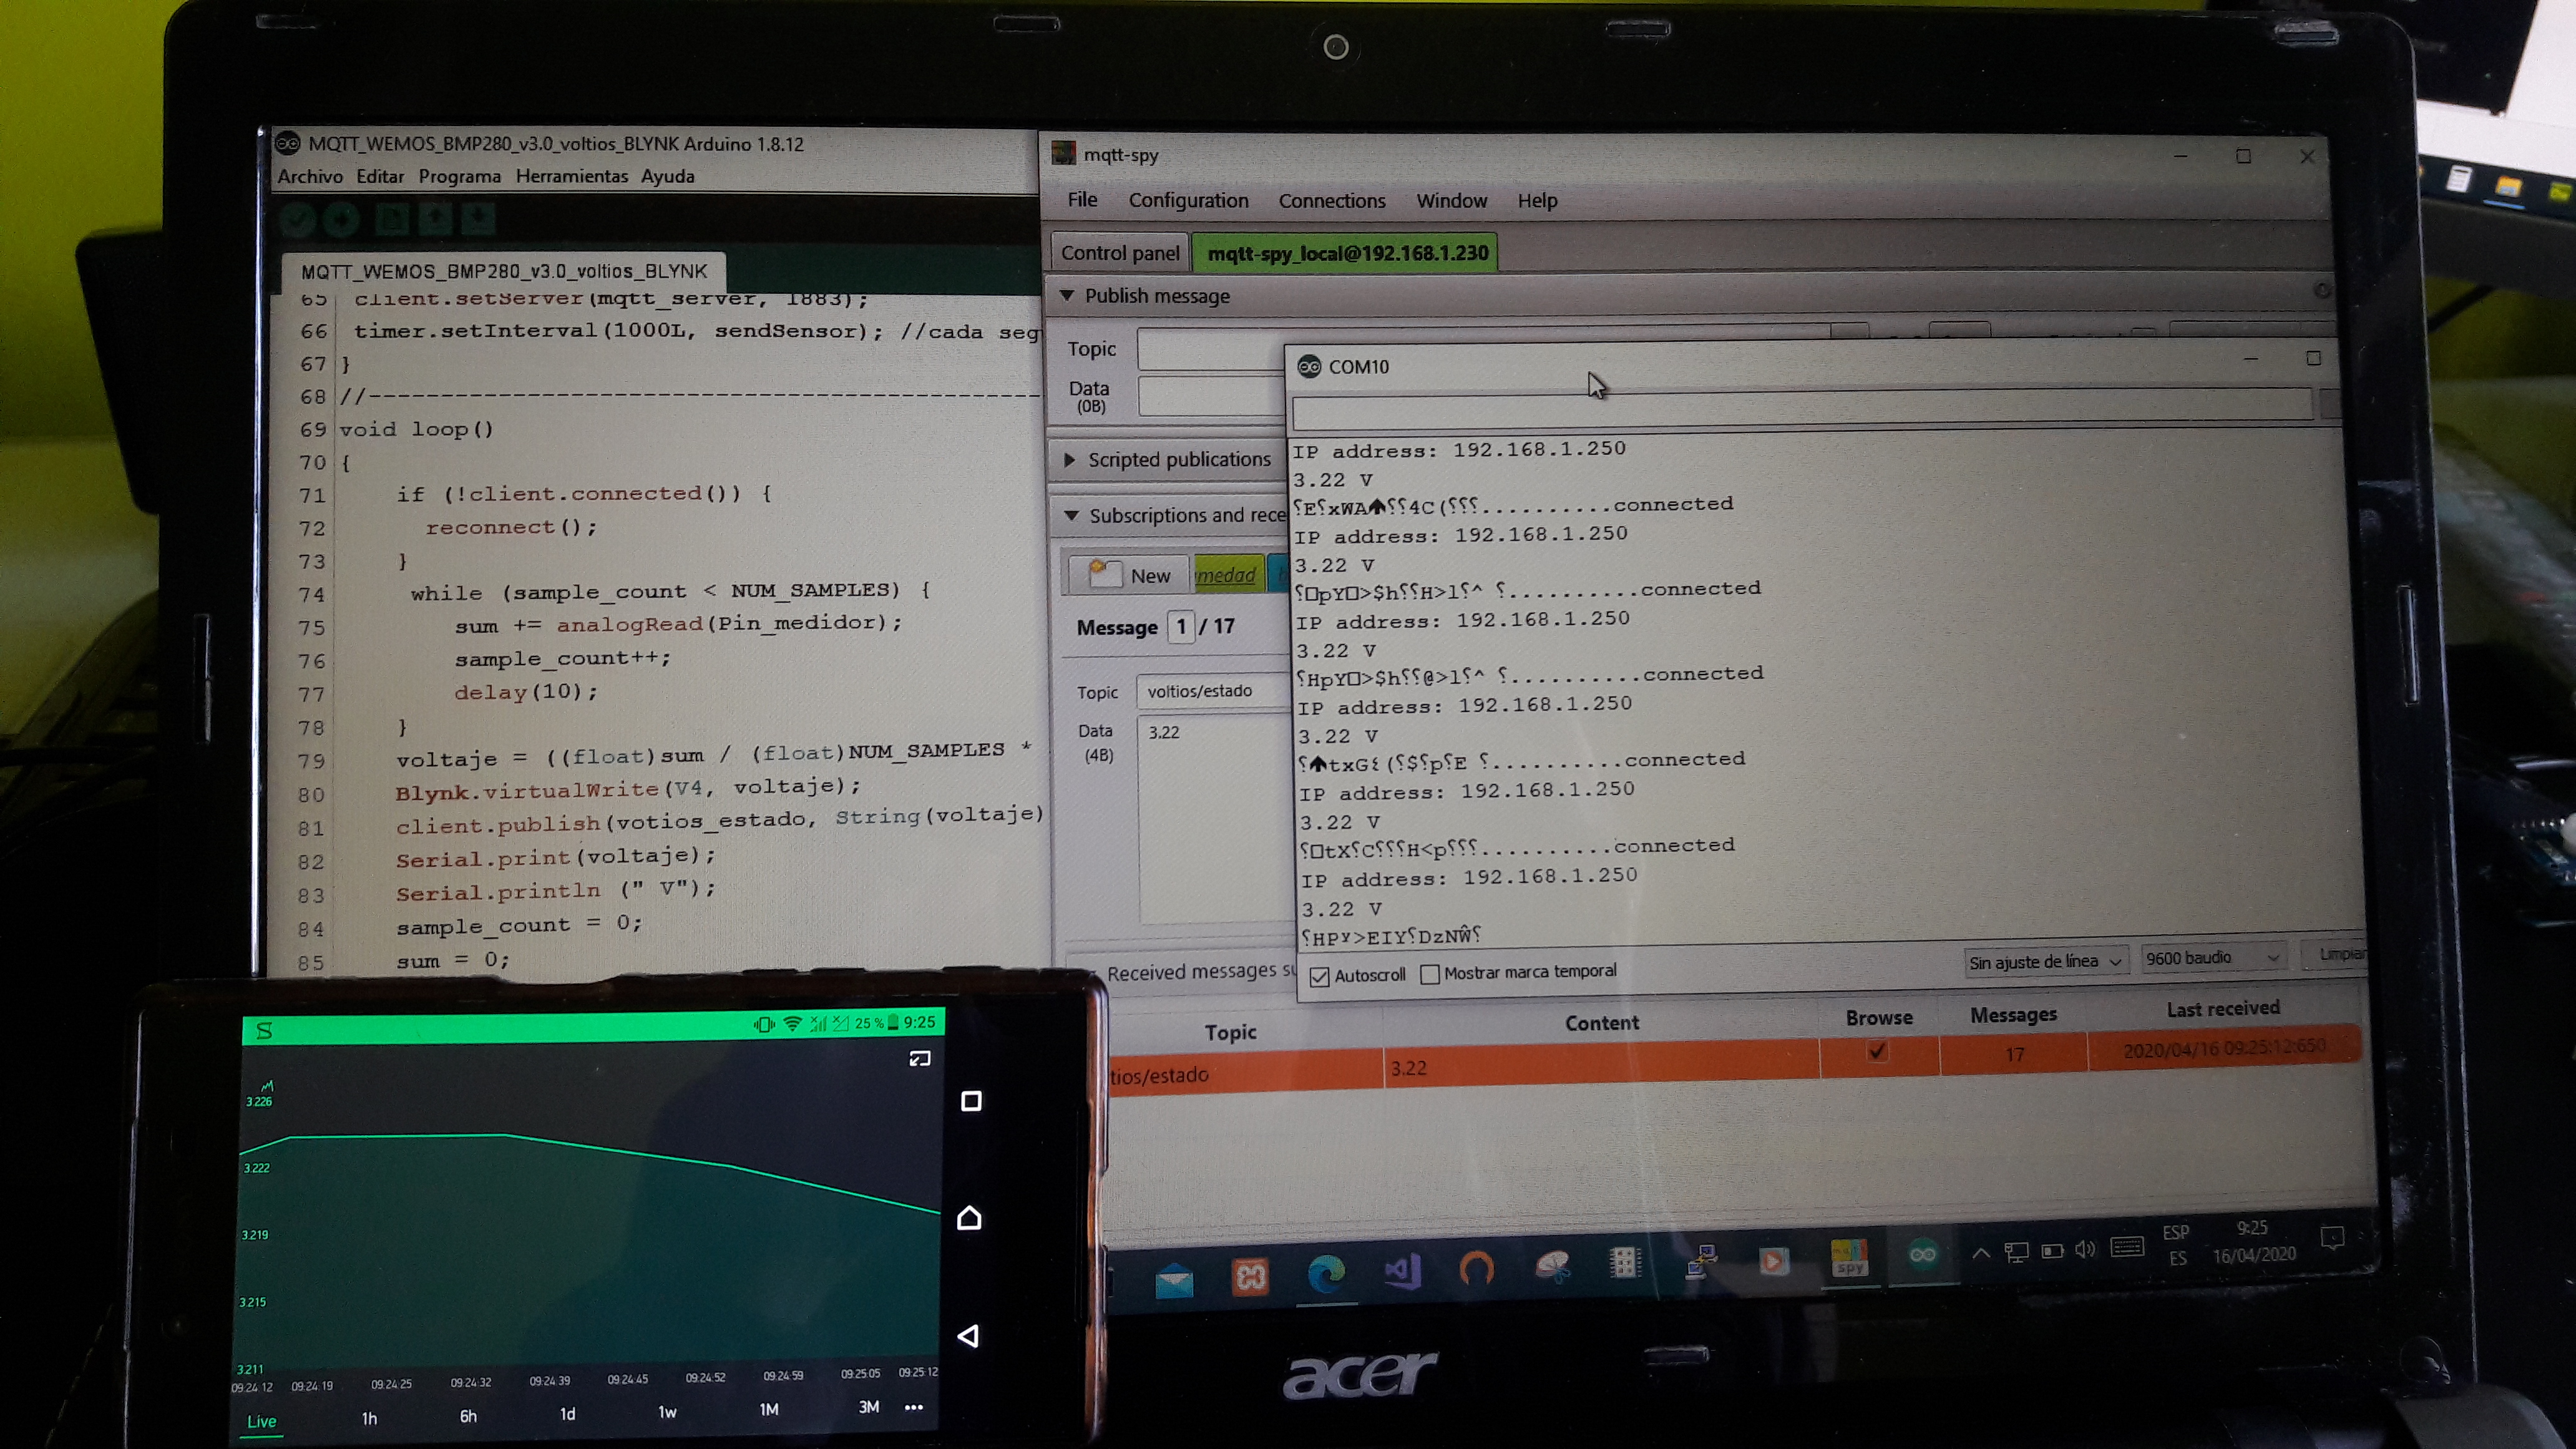 MQTT_WEMOS_BMP280_v3.0_voltios_BLYNK Arduino 1.8.12
Archivo Editar Programa Herramientas Ayuda
MQTT_WEMOS_BMP280_v3.0_voltios_BLYNK
65 client.setServer(mqtt_server, 1883);
66 timer.setInterval(1000L, sendSensor); //cada seg
67 }
68 //
69 void loop()
70 {
71 if (!client.connected()) {
72 reconnect();
73 }
74 while (sample_count < NUM_SAMPLES) {
75 sum += analogRead(Pin_medidor);
76 sample_count++;
77 delay(10);
78 }
79 voltaje = ((float)sum / (float)NUM_SAMPLES *
80 Blynk.virtualWrite(V4, voltaje);
81 client.publish(votios_estado, String(voltaje)
82 Serial.print(voltaje);
83 Serial.println (" V");
84 sample_count = 0;
85 sum = 0;
mqtt-spy
File Configuration Connections Window Help
Control panel mqtt-spy_local@192.168.1.230
Publish message
Topic
Data
(0B)
Scripted publications
Subscriptions and rece
New medad
Message 1 / 17
Topic voltios/estado
Data 3.22
(4B)
Received messages su
Topic Content Browse Messages Last received
tios/estado 3.22 17 2020/04/16 09:25:12:650
COM10
IP address: 192.168.1.250
3.22 V
connected
IP address: 192.168.1.250
3.22 V
connected
IP address: 192.168.1.250
3.22 V
connected
IP address: 192.168.1.250
3.22 V
connected
IP address: 192.168.1.250
3.22 V
connected
IP address: 192.168.1.250
3.22 V
Autoscroll Mostrar marca temporal Sin ajuste de línea 9600 baudio Limpiar
mqtt
spy
ESP
ES
9:25
16/04/2020
acer
25 % 9:25
3.226
3.222
3.219
3.215
3.211
09:24:12 09:24:19 09:24:25 09:24:32 09:24:39 09:24:45 09:24:52 09:24:59 09:25:05 09:25:12
Live 1h 6h 1d 1w 1M 3M •••